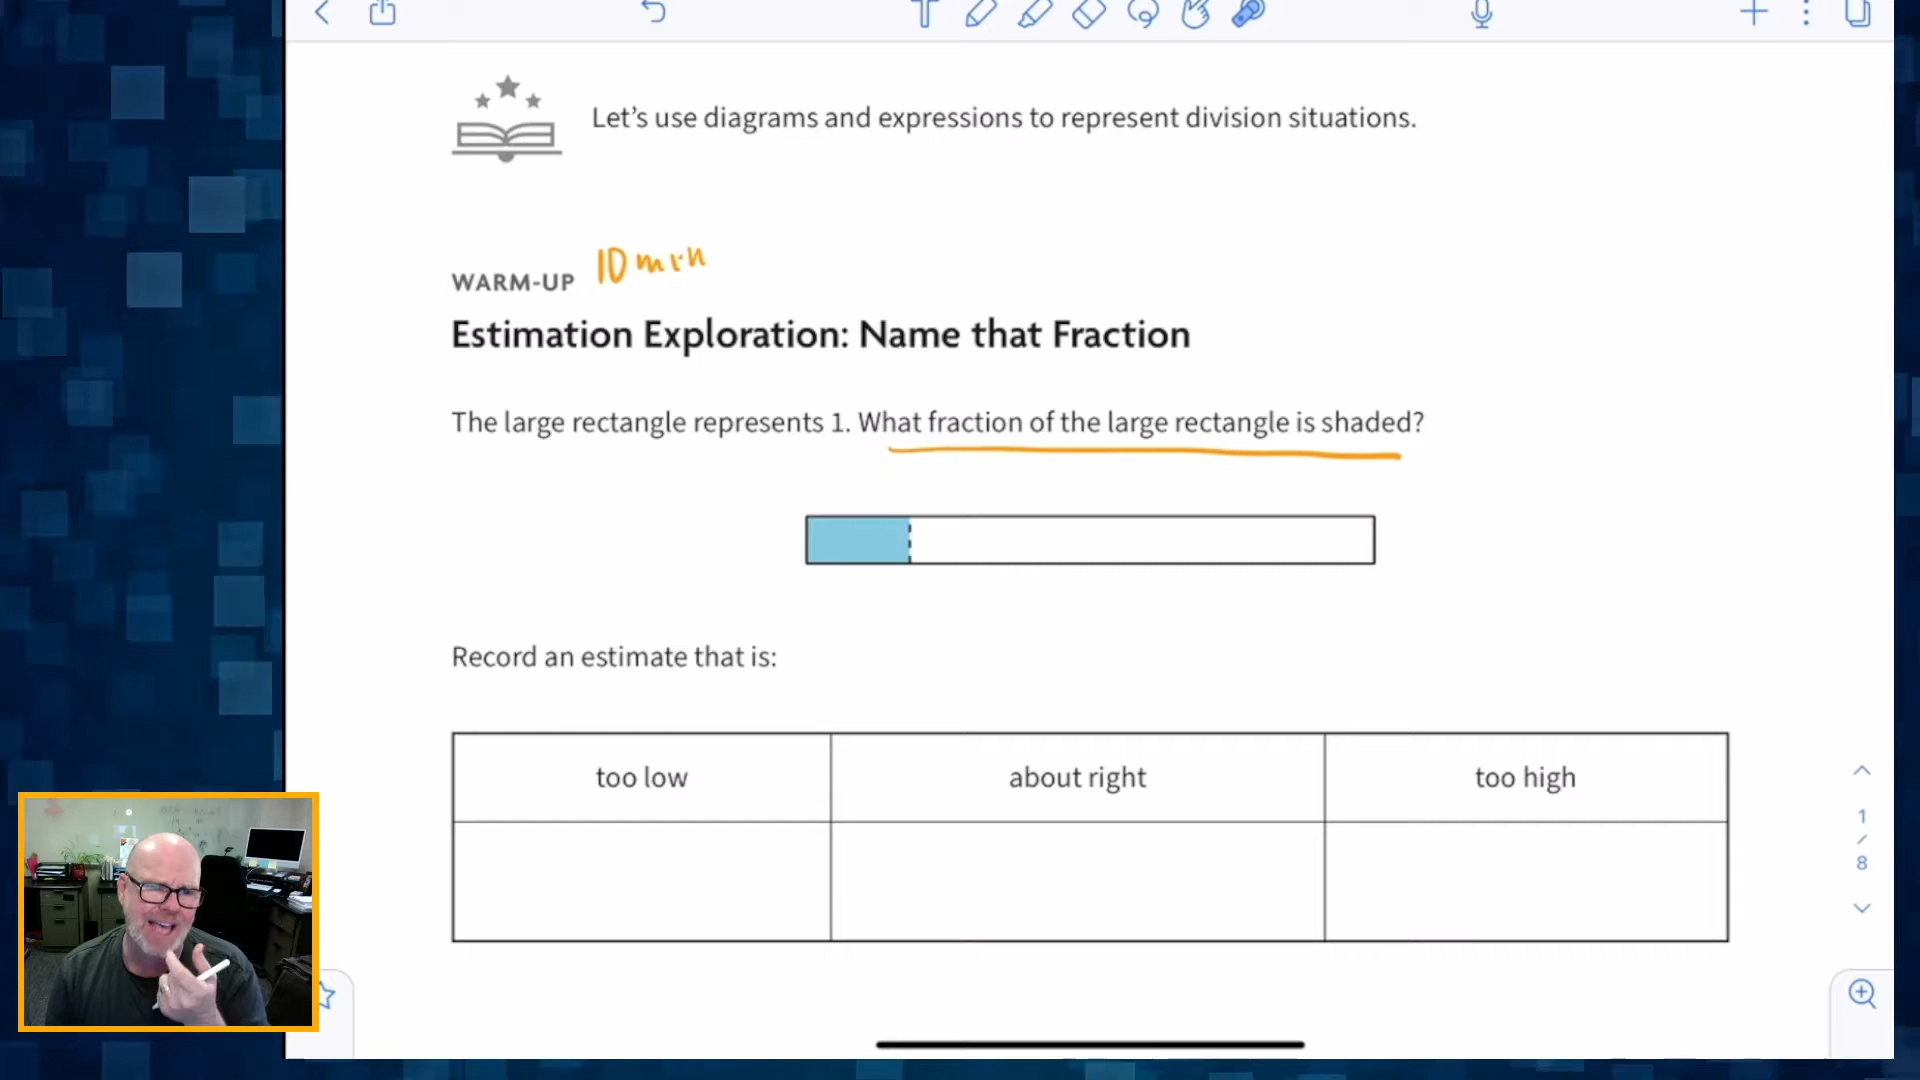 Let’s use diagrams and expressions to represent division situations.
WARM-UP 10 min
Estimation Exploration: Name that Fraction
The large rectangle represents 1. What fraction of the large rectangle is shaded?
Record an estimate that is:
too low about right too high
1
/
8